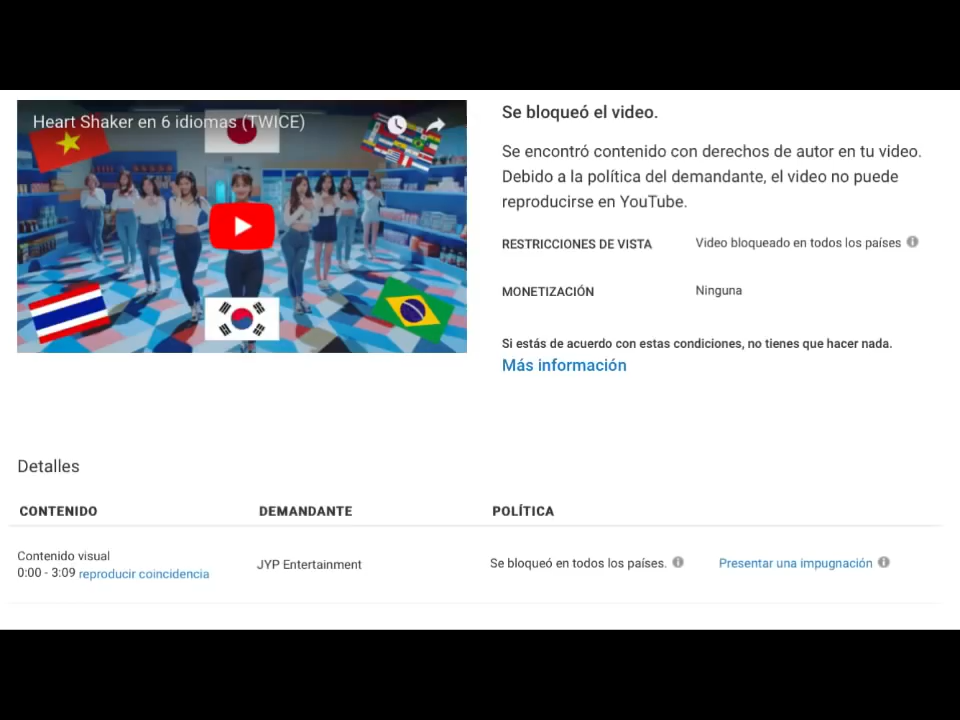 Heart Shaker en 6 idiomas (TWICE)
Se bloqueó el video.
Se encontró contenido con derechos de autor en tu video.
Debido a la política del demandante, el video no puede
reproducirse en YouTube.
RESTRICCIONES DE VISTA
Video bloqueado en todos los países
MONETIZACIÓN
Ninguna
Si estás de acuerdo con estas condiciones, no tienes que hacer nada.
Más información
Detalles
CONTENIDO
DEMANDANTE
POLÍTICA
Contenido visual
0:00 - 3:09 reproducir coincidencia
JYP Entertainment
Se bloqueó en todos los países.
Presentar una impugnación